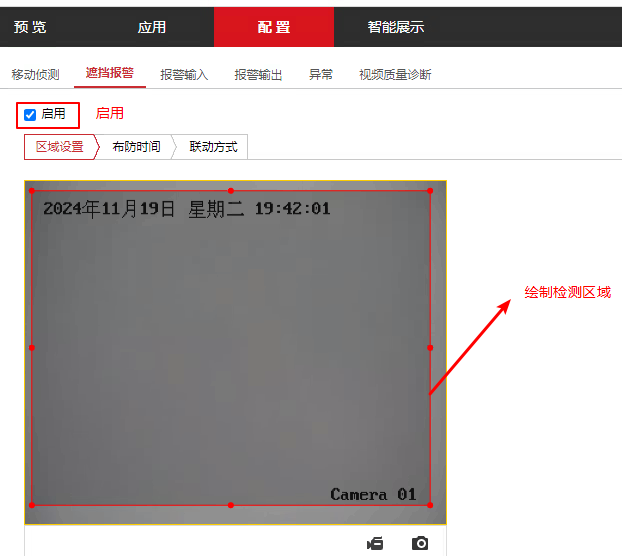 预 览 应用 配 置 智能展示
移动侦测 遮挡报警 报警输入 报警输出 异常 视频质量诊断
启用 启用
区域设置 布防时间 联动方式
2024年11月19日 星期二 19:42:01
绘制检测区域
Camera 01